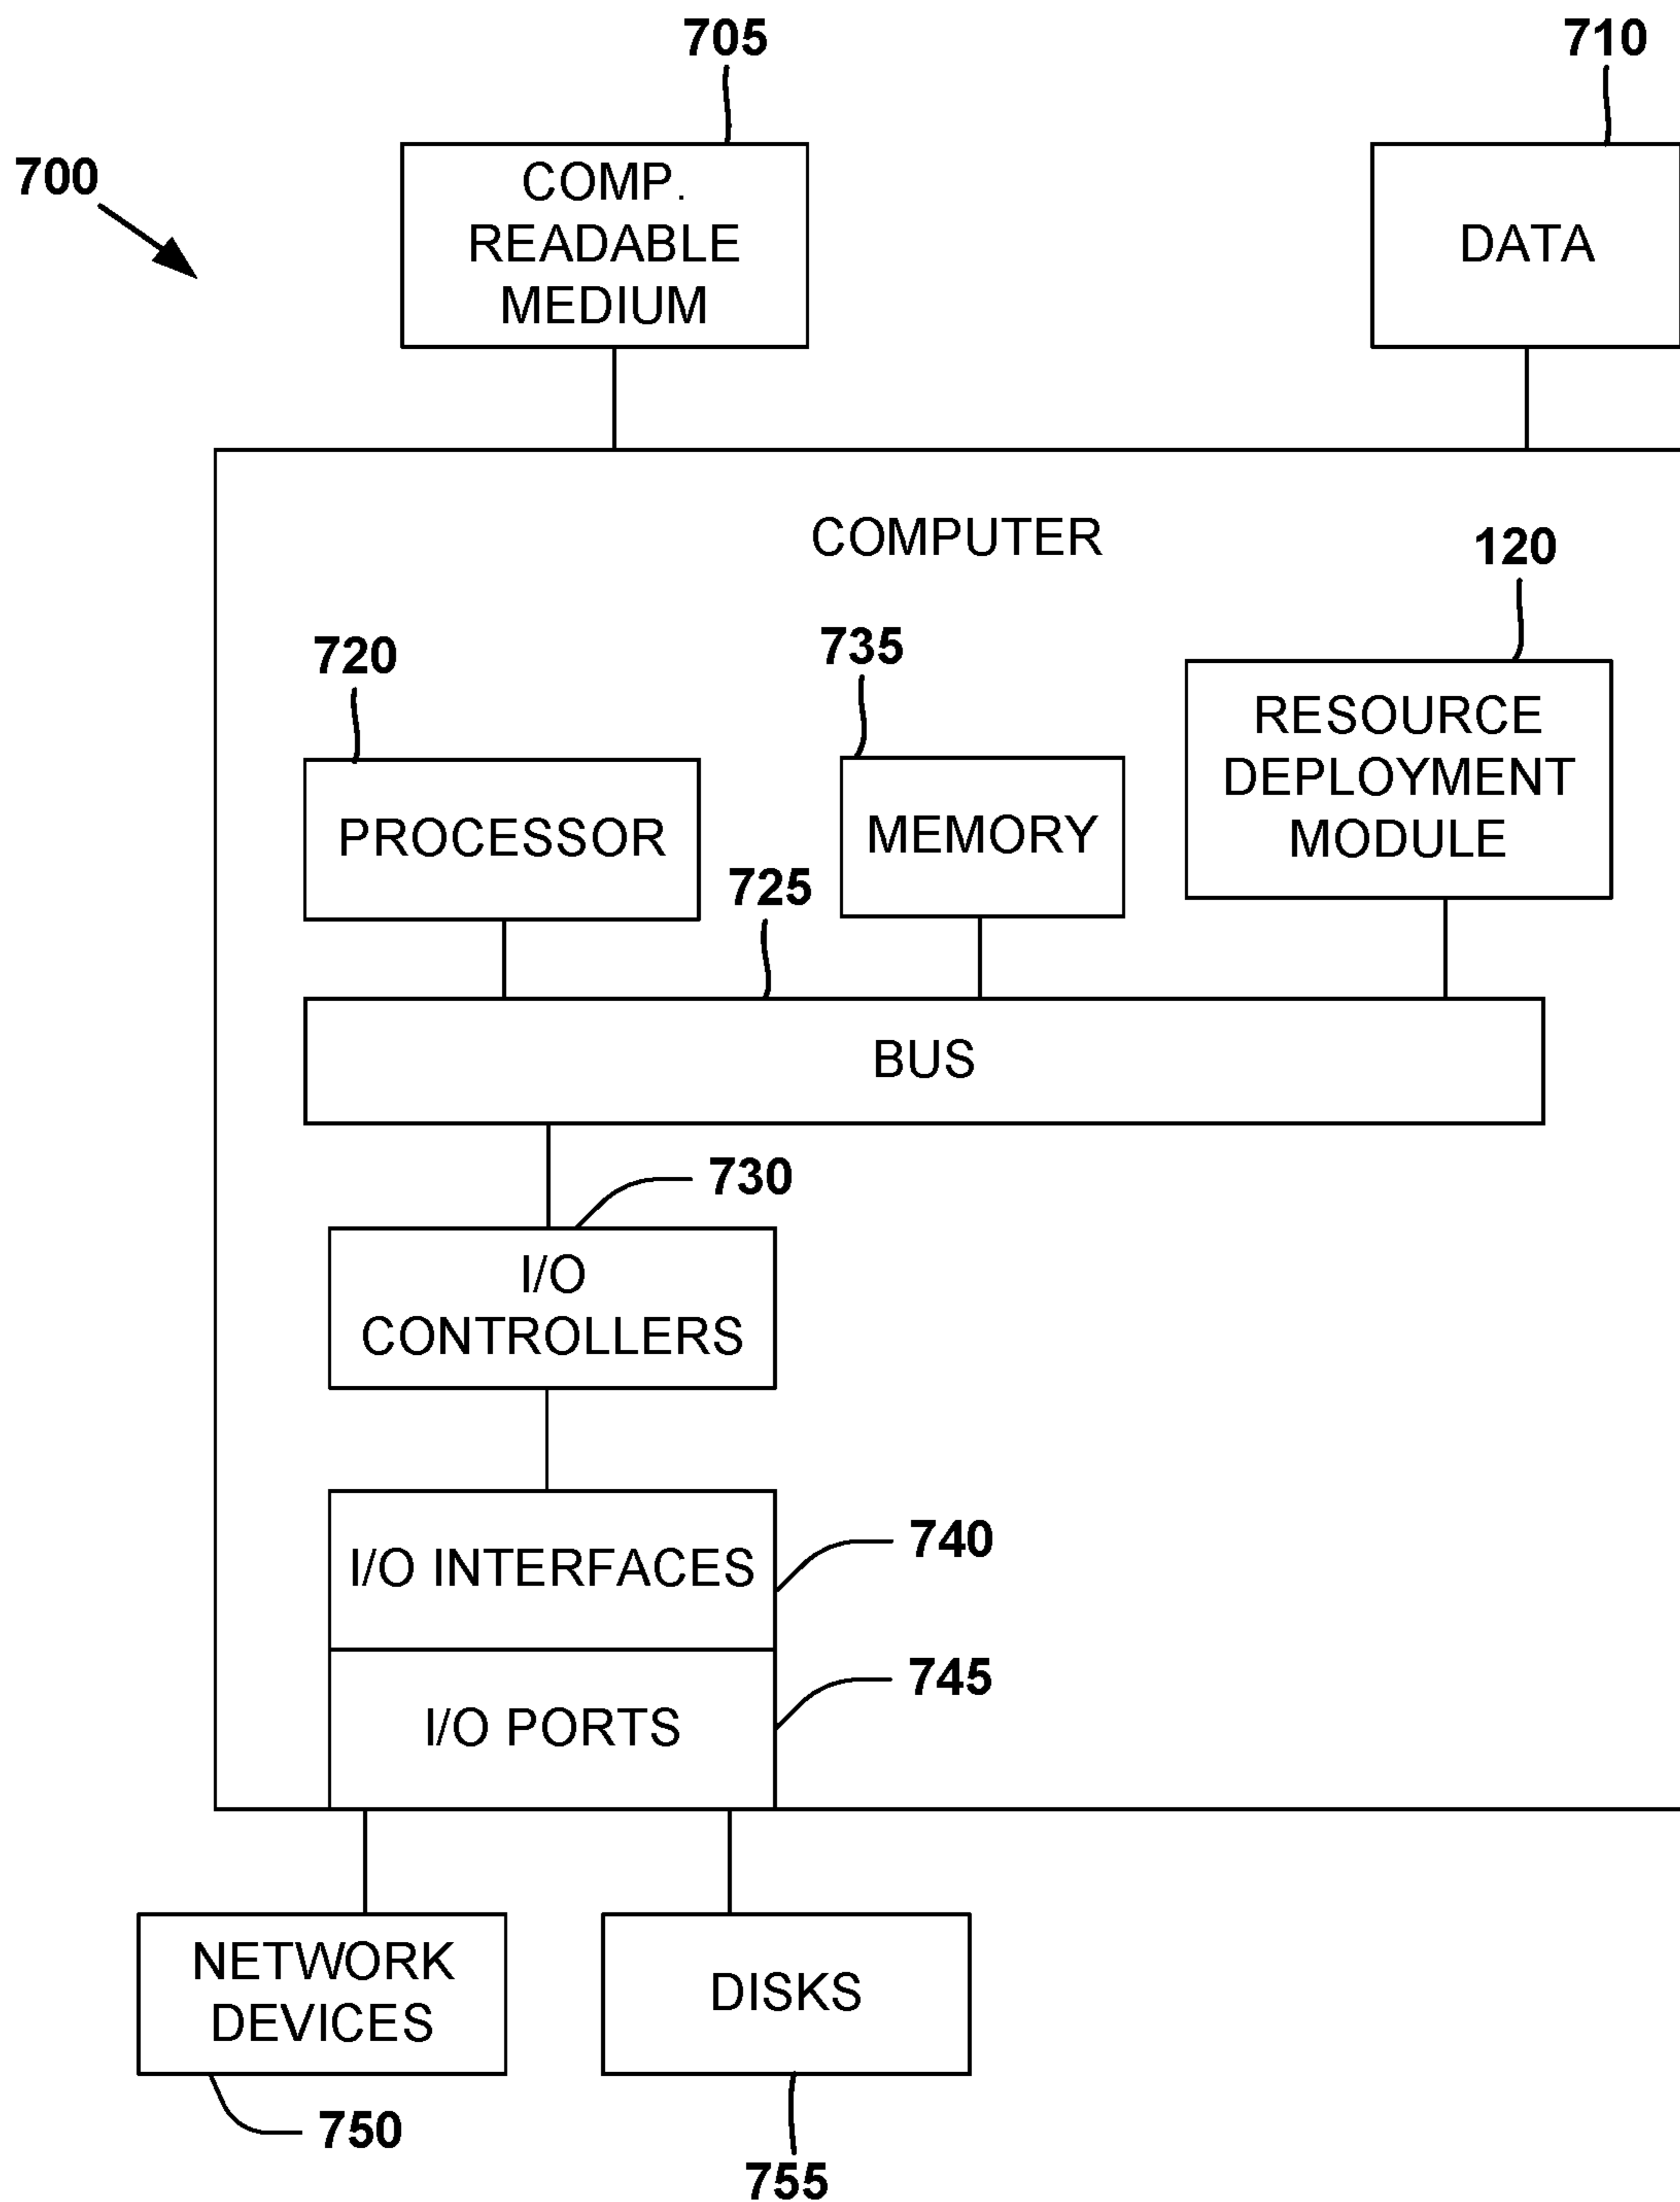 705
710
700
COMP.
READABLE
MEDIUM
DATA
COMPUTER
120
720
735
RESOURCE
DEPLOYMENT
MODULE
PROCESSOR
MEMORY
725
BUS
730
I/O
CONTROLLERS
740
I/O INTERFACES
745
I/O PORTS
NETWORK
DEVICES
DISKS
750
755